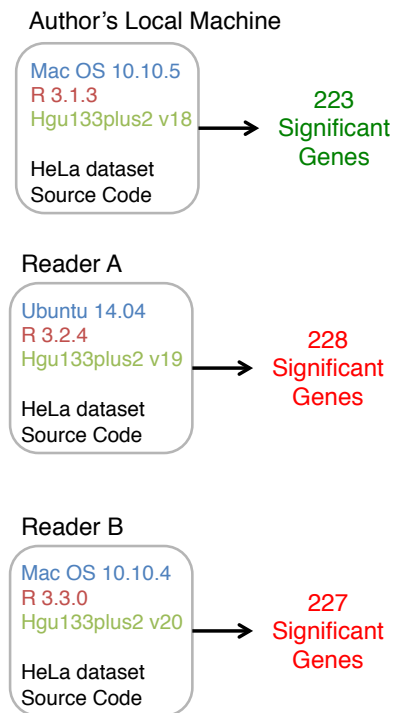 Author's Local Machine
Mac OS 10.10.5
R 3.1.3
Hgu133plus2 v18
HeLa dataset
Source Code
223
Significant
Genes
Reader A
Ubuntu 14.04
R 3.2.4
Hgu133plus2 v19
HeLa dataset
Source Code
228
Significant
Genes
Reader B
Mac OS 10.10.4
R 3.3.0
Hgu133plus2 v20
HeLa dataset
Source Code
227
Significant
Genes